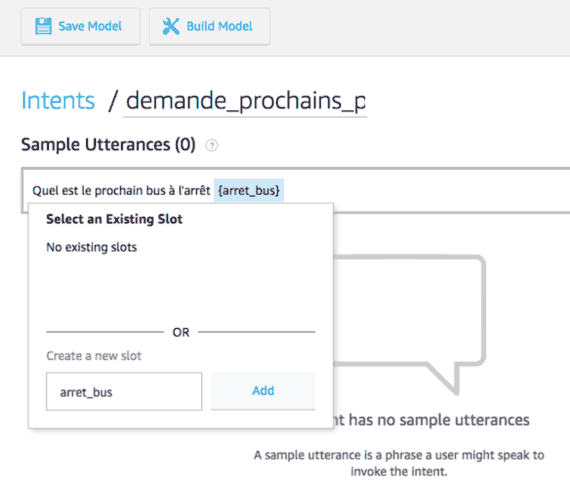 Save Model Build Model
Intents / demande_prochains_p
Sample Utterances (0) ?
Quel est le prochain bus à l'arrêt {arret_bus}
Select an Existing Slot
No existing slots
OR
Create a new slot
arret_bus Add
has no sample utterances
A sample utterance is a phrase a user might speak to
invoke the intent.